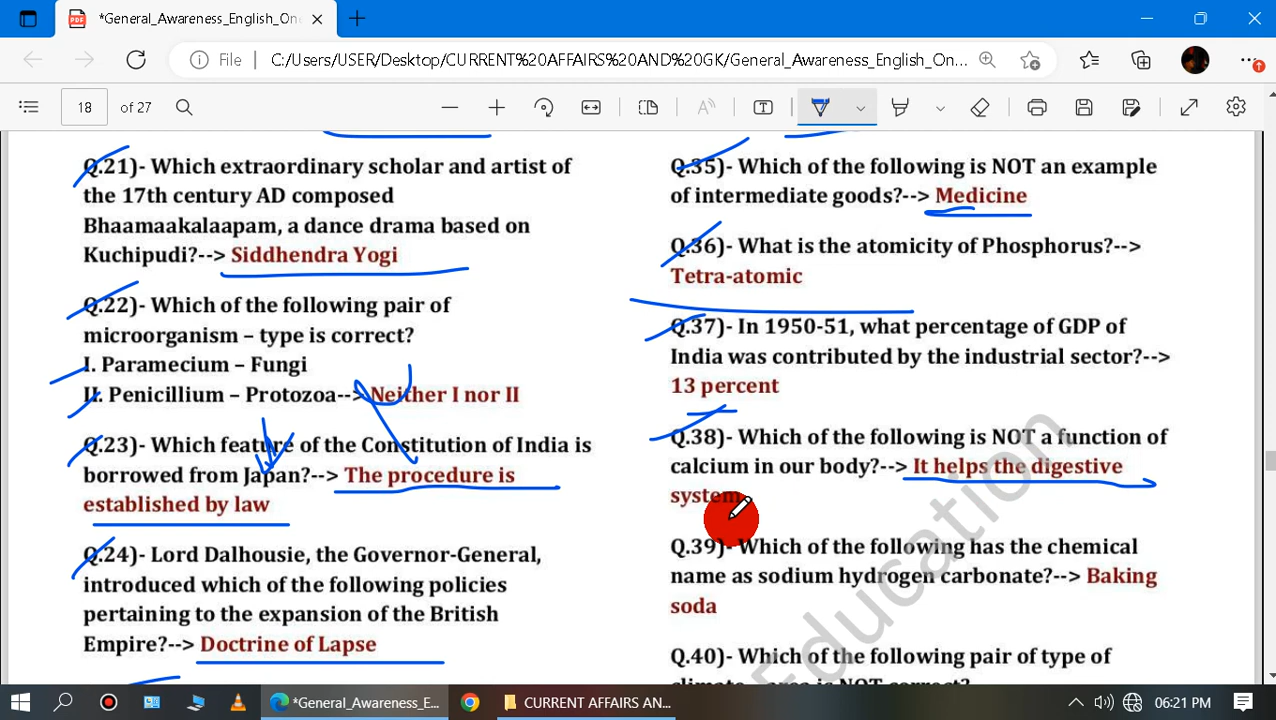 *General_Awareness_English_On
File
C:/Users/USER/Desktop/CURRENT%20AFFAIRS%20AND%20GK/General_Awareness_English_On...
18 of 27
Q.21)- Which extraordinary scholar and artist of
the 17th century AD composed
Bhaamaakalaapam, a dance drama based on
Kuchipudi?--> Siddhendra Yogi
Q.22)- Which of the following pair of
microorganism – type is correct?
I. Paramecium – Fungi
II. Penicillium – Protozoa--> Neither I nor II
Q.23)- Which feature of the Constitution of India is
borrowed from Japan?--> The procedure is
established by law
Q.24)- Lord Dalhousie, the Governor-General,
introduced which of the following policies
pertaining to the expansion of the British
Empire?--> Doctrine of Lapse
Q.35)- Which of the following is NOT an example
of intermediate goods?--> Medicine
Q.36)- What is the atomicity of Phosphorus?-->
Tetra-atomic
Q.37)- In 1950-51, what percentage of GDP of
India was contributed by the industrial sector?-->
13 percent
Q.38)- Which of the following is NOT a function of
calcium in our body?--> It helps the digestive
system
Q.39)- Which of the following has the chemical
name as sodium hydrogen carbonate?--> Baking
soda
Q.40)- Which of the following pair of type of
climate – area is NOT correct?
Education
*General_Awareness_E...
CURRENT AFFAIRS AN...
06:21 PM